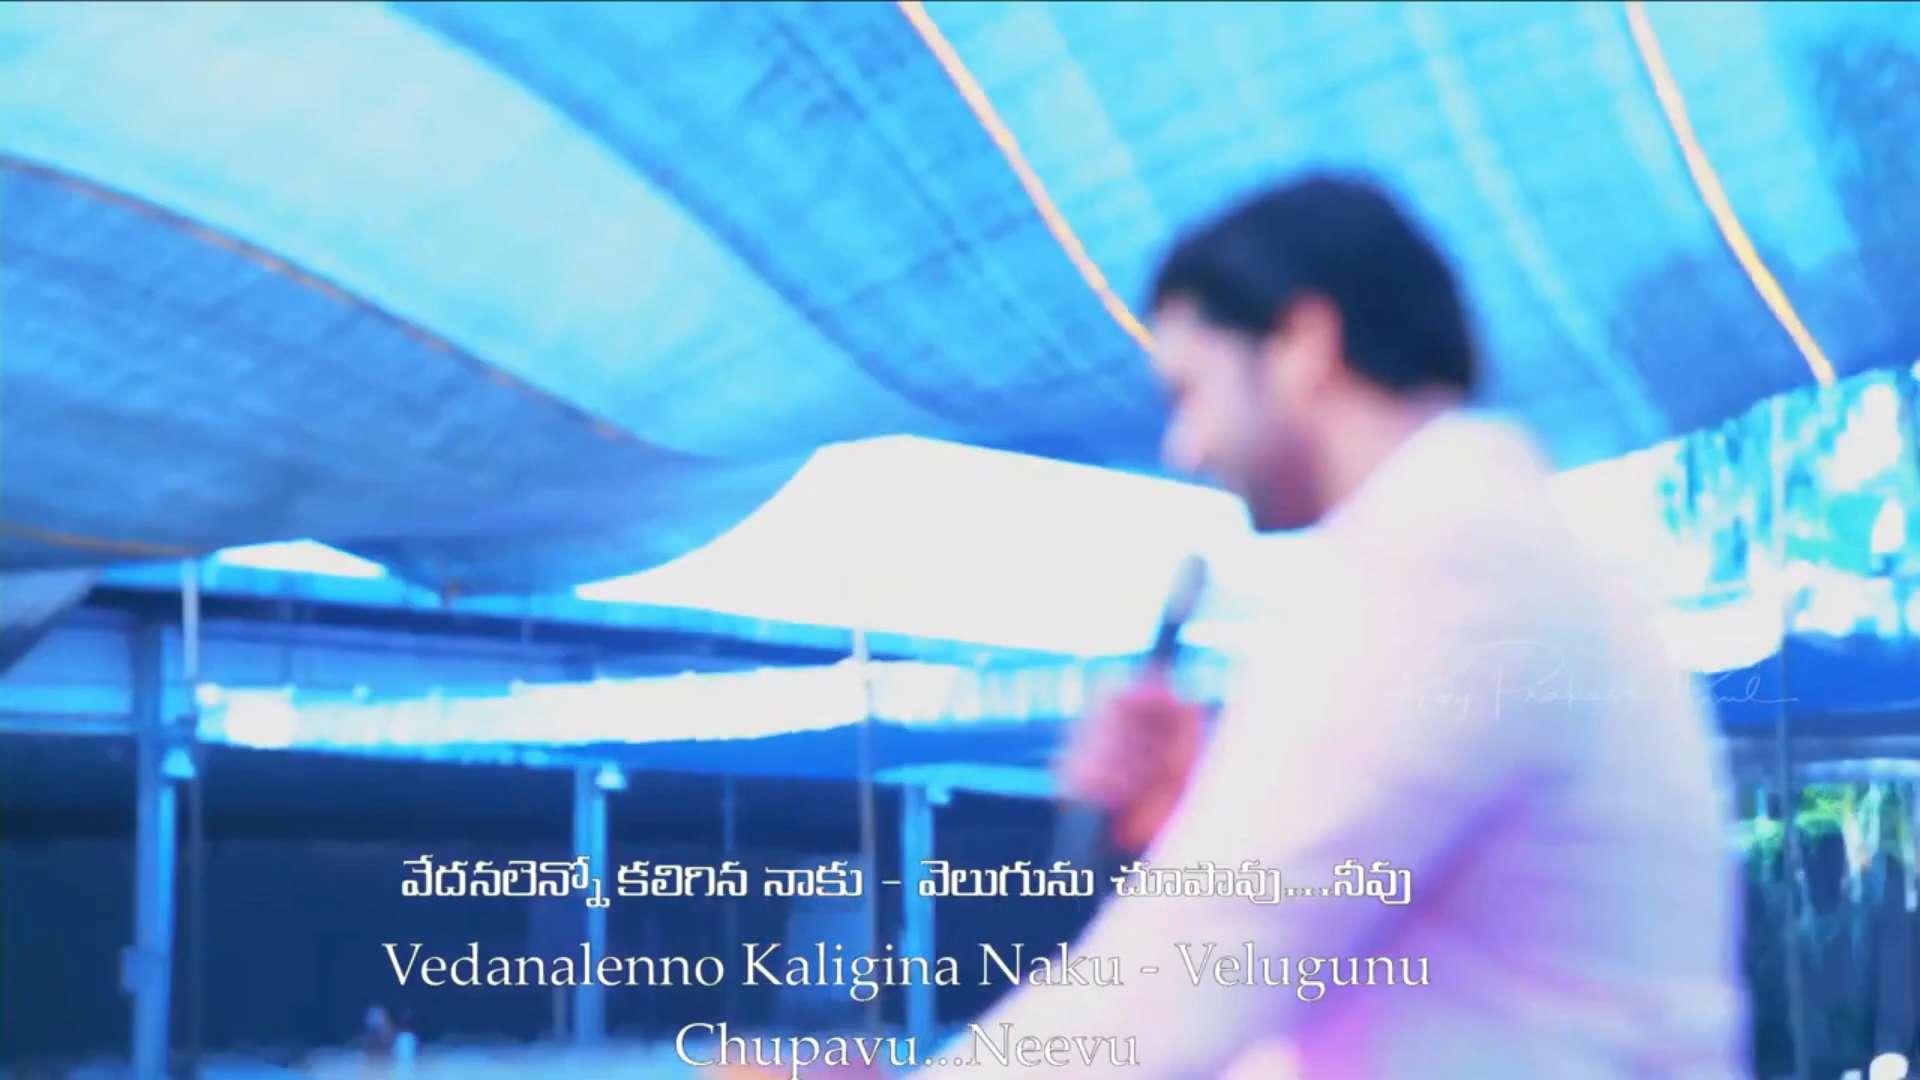 వేదనలెన్నో కలిగిన నాకు - వెలుగును చూపావు...నీవు
Vedanalenno Kaligina Naku - Velugunu
Chupavu...Neevu